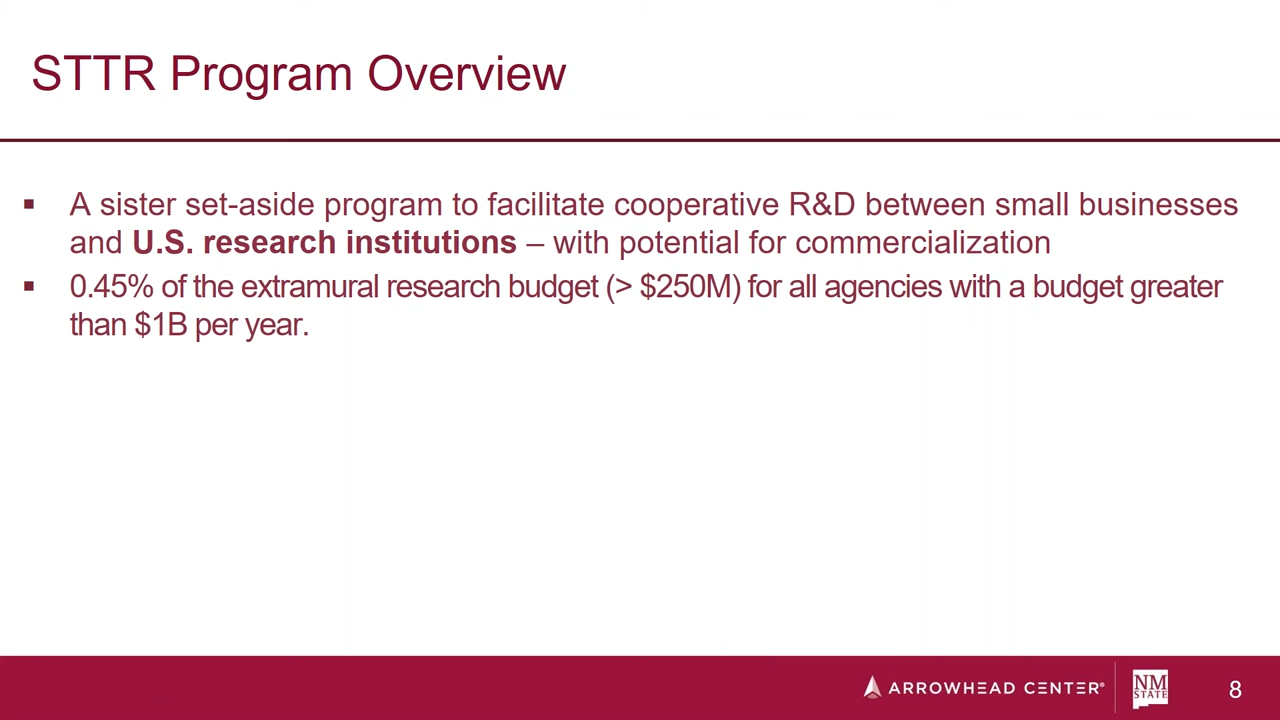 STTR Program Overview
▪ A sister set-aside program to facilitate cooperative R&D between small businesses
and U.S. research institutions – with potential for commercialization
▪ 0.45% of the extramural research budget (> $250M) for all agencies with a budget greater
than $1B per year.
ARROWHEAD CENTER®
NM
STATE
8